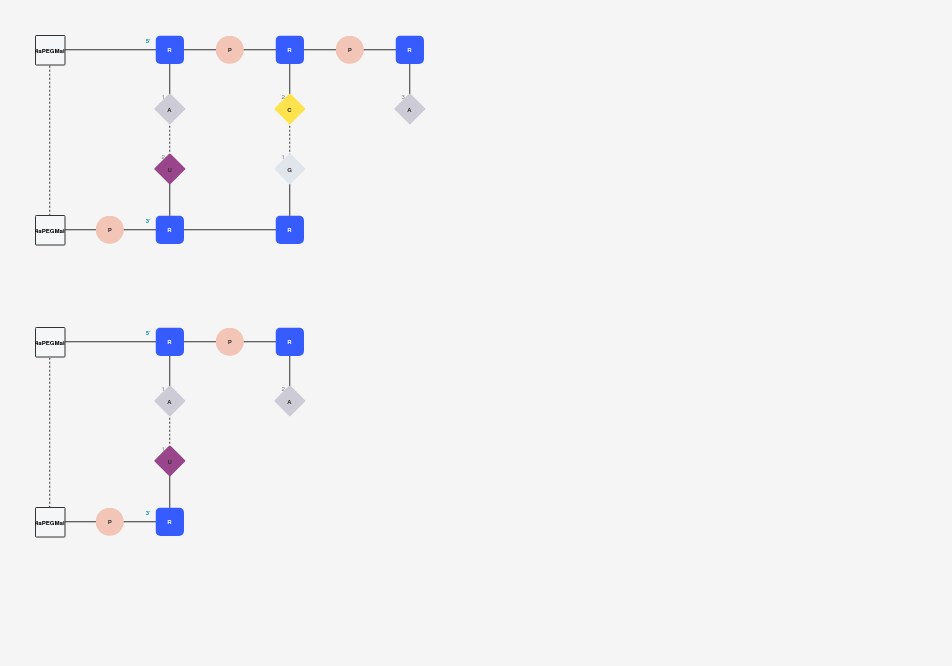 5'
4aPEGMal R P R P R
1 2 3
A C A
2 1
U G
3'
4aPEGMal P R R
5'
4aPEGMal R P R
1 2
A A
1
U
3'
4aPEGMal P R